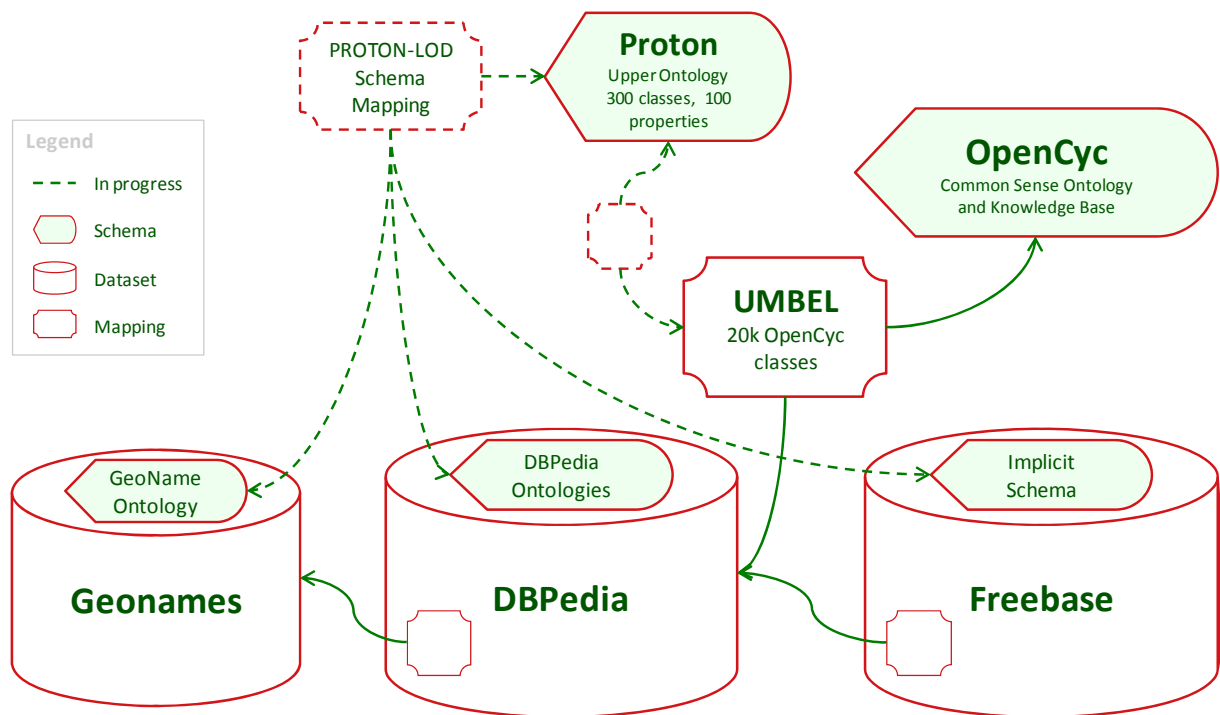 PROTON-LOD
Schema
Mapping
Proton
Upper Ontology
300 classes,  100
properties
OpenCyc
Common Sense Ontology
and Knowledge Base
Legend
In progress
Schema
Dataset
Mapping
UMBEL
20k OpenCyc
classes
GeoName
Ontology
DBPedia
Ontologies
Implicit
Schema
Geonames
DBPedia
Freebase